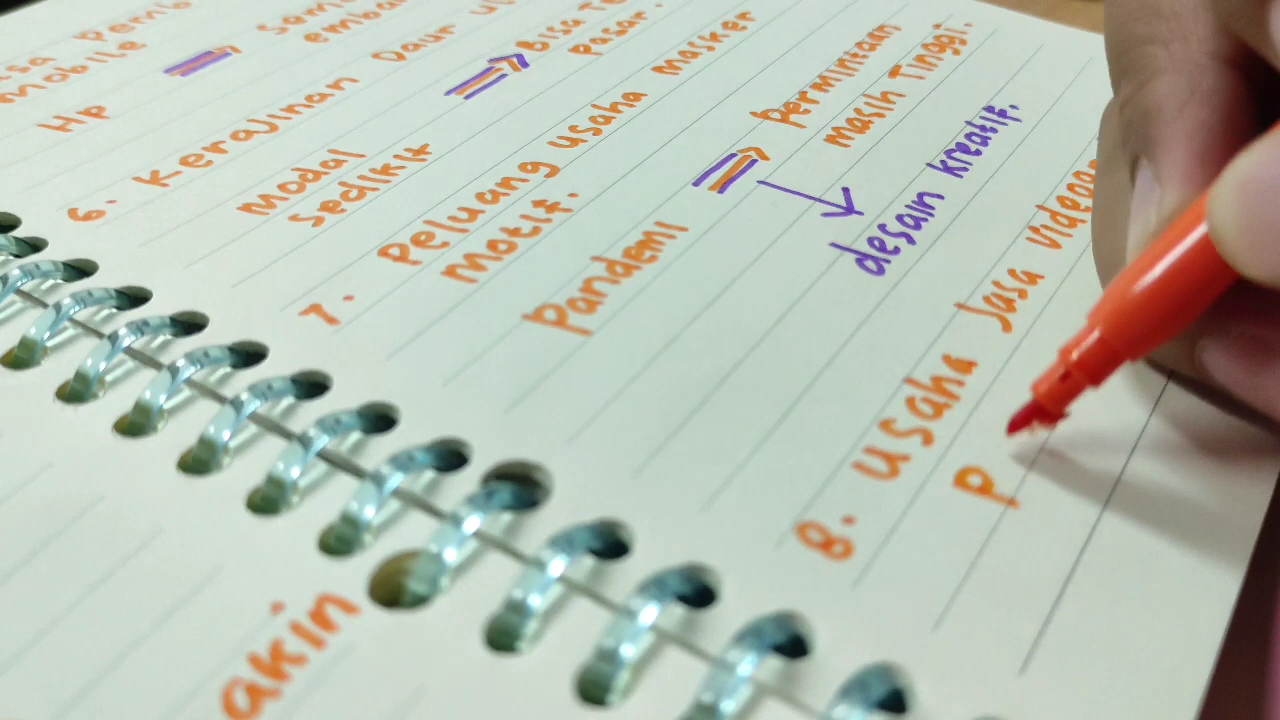 Mobile
HP
6. Kerajinan Daur
Modal
Sedikit
Bisa
Pasar.
7. Peluang usaha masker
Motif.
Pandemi
Permintaan
masih Tinggi.
desain kreatif.
8. Usaha Jasa
P
akin